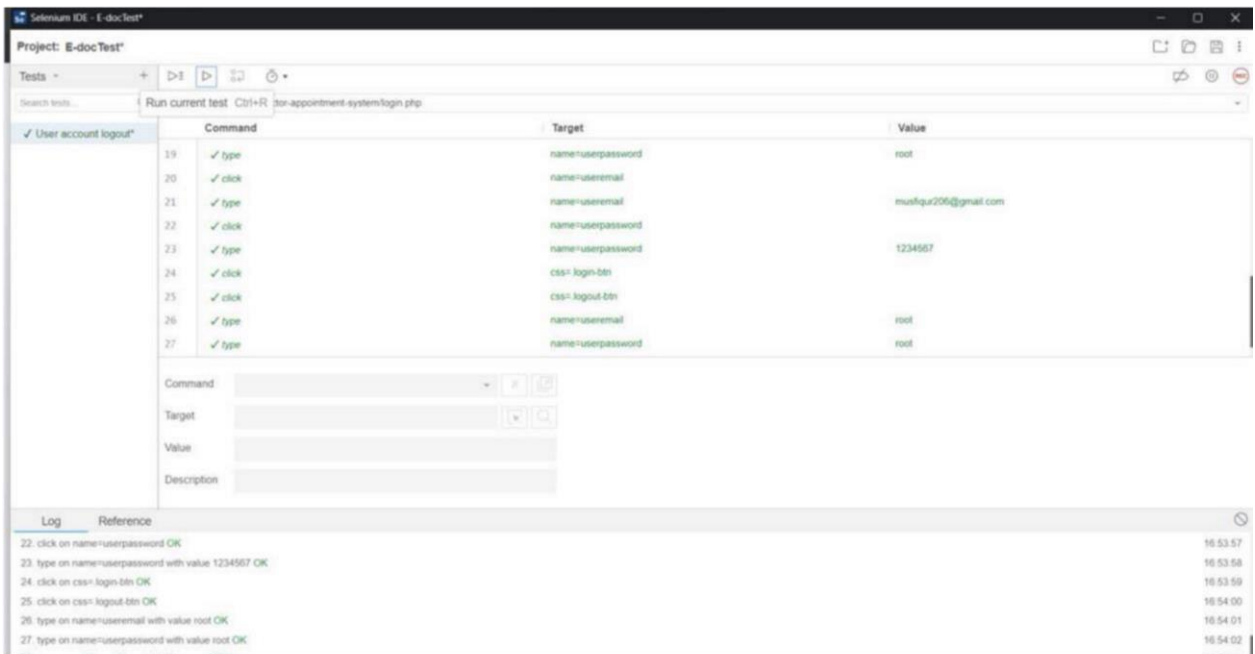 Selenium IDE - E-docTest*
Project: E-docTest*
Tests
Search tests...
Run current test Ctrl+R tor-appointment-system/login.php
✓ User account logout*
Command Target Value
19 ✓ type name=userpassword root
20 ✓ click name=useremail
21 ✓ type name=useremail musfiqur206@gmail.com
22 ✓ click name=userpassword
23 ✓ type name=userpassword 1234567
24 ✓ click css=.login-btn
25 ✓ click css=.logout-btn
26 ✓ type name=useremail root
27 ✓ type name=userpassword root
Command
Target
Value
Description
Log Reference
22. click on name=userpassword OK 16:53:57
23. type on name=userpassword with value 1234567 OK 16:53:58
24. click on css=.login-btn OK 16:53:59
25. click on css=.logout-btn OK 16:54:00
26. type on name=useremail with value root OK 16:54:01
27. type on name=userpassword with value root OK 16:54:02